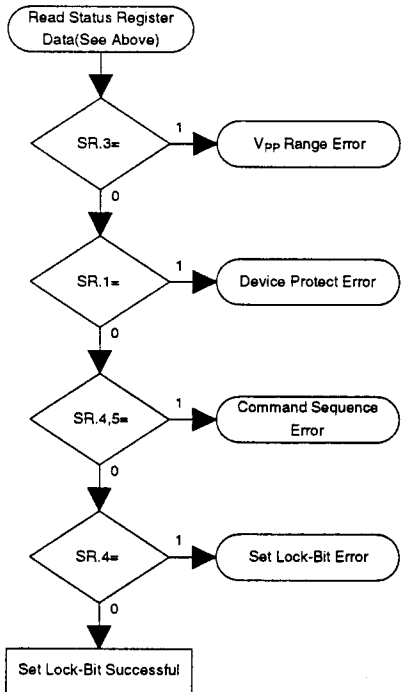 Read Status Register
Data(See Above)
SR.3=
1
VPP Range Error
0
SR.1=
1
Device Protect Error
0
SR.4,5=
1
Command Sequence
Error
0
SR.4=
1
Set Lock-Bit Error
0
Set Lock-Bit Successful